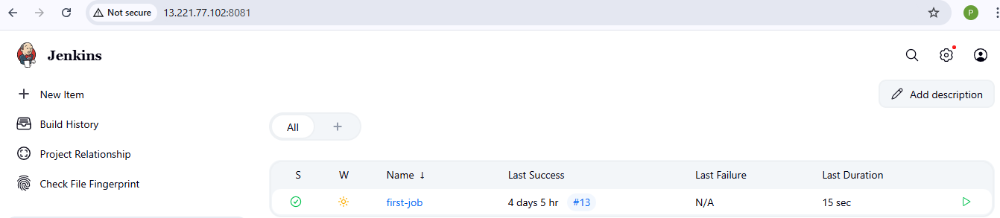 Not secure 13.221.77.102:8081
P
Jenkins
New Item
Add description
Build History
All +
Project Relationship
S W Name ↓ Last Success Last Failure Last Duration
Check File Fingerprint
first-job 4 days 5 hr #13 N/A 15 sec